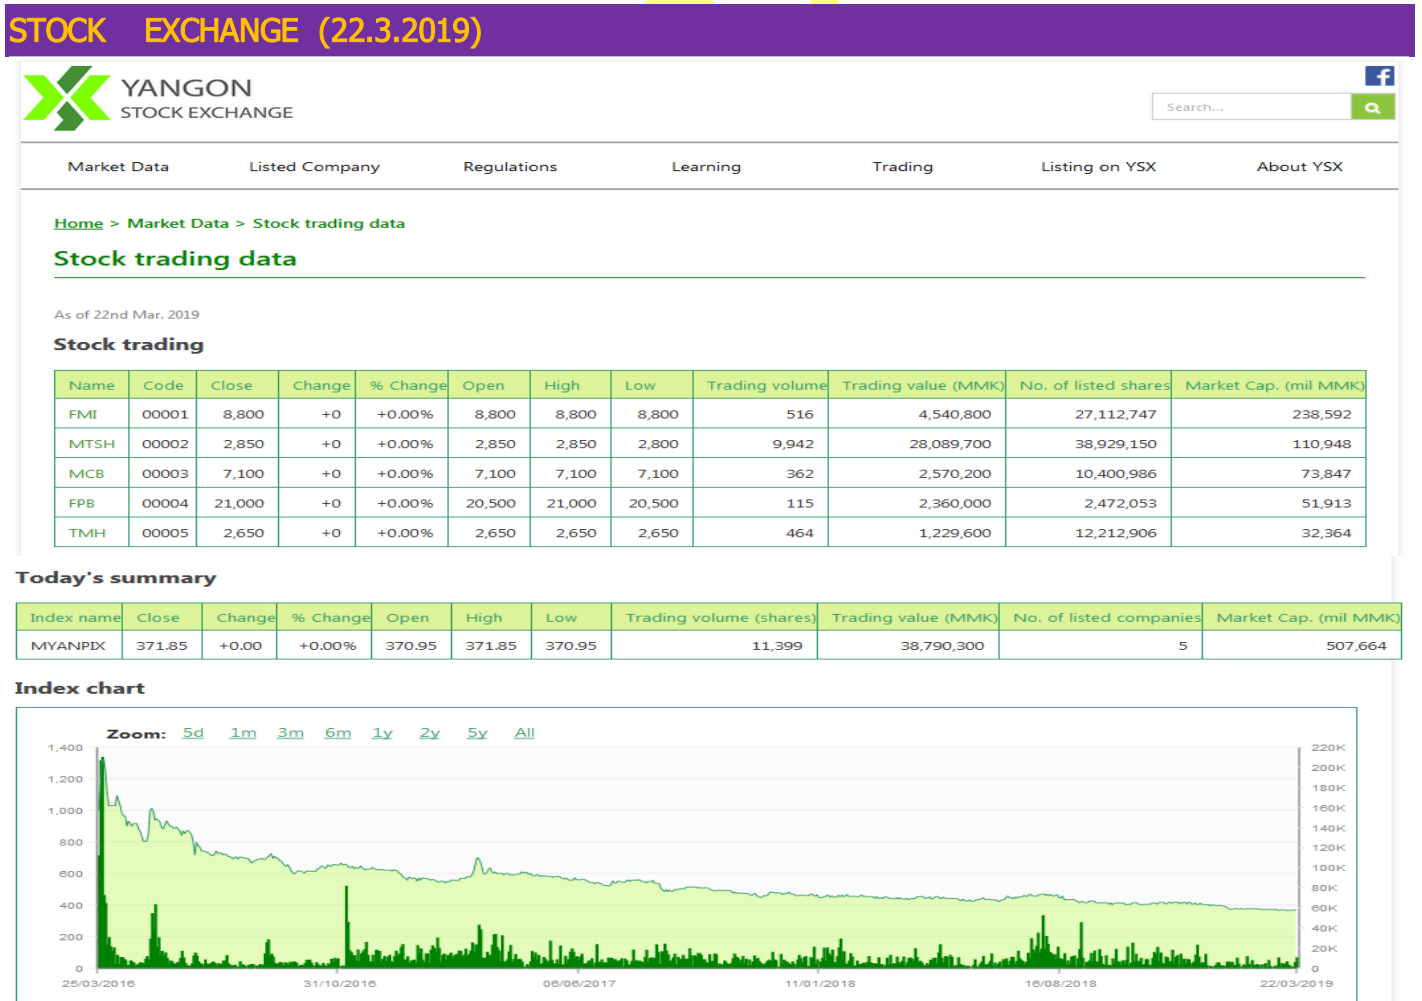 STOCK EXCHANGE (22.3.2019)
YANGON
STOCK EXCHANGE
Search...
Market Data Listed Company Regulations Learning Trading Listing on YSX About YSX
Home > Market Data > Stock trading data
Stock trading data
As of 22nd Mar. 2019
Stock trading
Name Code Close Change % Change Open High Low Trading volume Trading value (MMK) No. of listed shares Market Cap. (mil MMK)
FMI 00001 8,800 +0 +0.00% 8,800 8,800 8,800 516 4,540,800 27,112,747 238,592
MTSH 00002 2,850 +0 +0.00% 2,850 2,850 2,800 9,942 28,089,700 38,929,150 110,948
MCB 00003 7,100 +0 +0.00% 7,100 7,100 7,100 362 2,570,200 10,400,986 73,847
FPB 00004 21,000 +0 +0.00% 20,500 21,000 20,500 115 2,360,000 2,472,053 51,913
TMH 00005 2,650 +0 +0.00% 2,650 2,650 2,650 464 1,229,600 12,212,906 32,364
Today's summary
Index name Close Change % Change Open High Low Trading volume (shares) Trading value (MMK) No. of listed companies Market Cap. (mil MMK)
MYANPIX 371.85 +0.00 +0.00% 370.95 371.85 370.95 11,399 38,790,300 5 507,664
Index chart
Zoom: 5d 1m 3m 6m 1y 2y 5y All
1,400 220K
200K
1,200
180K
1,000 160K
140K
800
120K
600 100K
80K
400 60K
40K
200
20K
0 0
25/03/2016 31/10/2016 06/06/2017 11/01/2018 16/08/2018 22/03/2019